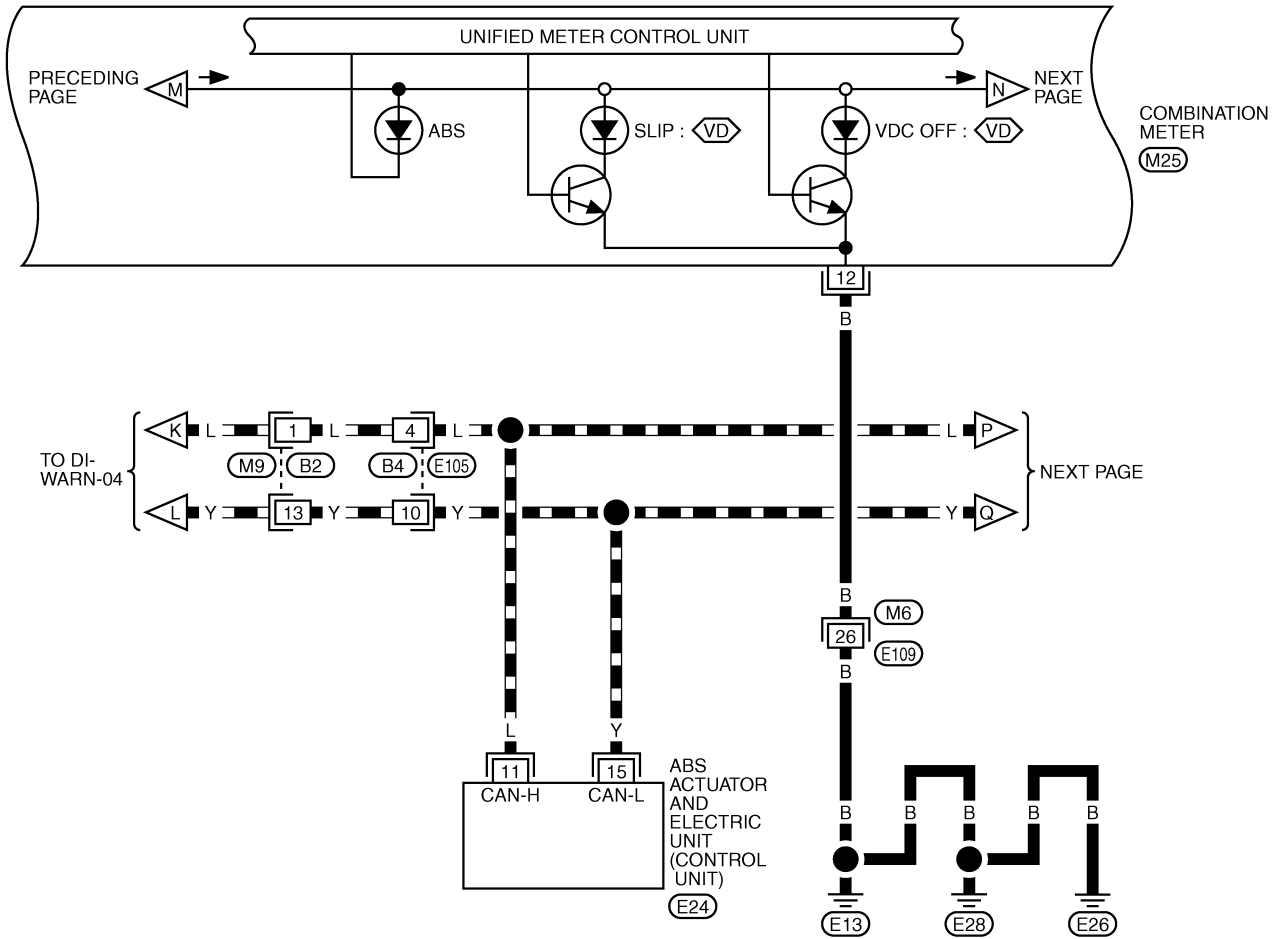 UNIFIED METER CONTROL UNIT
PRECEDING
PAGE
M
N
NEXT
PAGE
COMBINATION
METER
M25
ABS
SLIP : VD
VDC OFF : VD
12
B
TO DI-
WARN-04
K L 1 L 4 L L P
M9 B2 B4 E105
L Y 13 Y 10 Y Y Q
NEXT PAGE
B
M6
26
E109
B
L
Y
11
15
CAN-H
CAN-L
ABS
ACTUATOR
AND
ELECTRIC
UNIT
(CONTROL
UNIT)
E24
B B B B B
E13 E28 E26